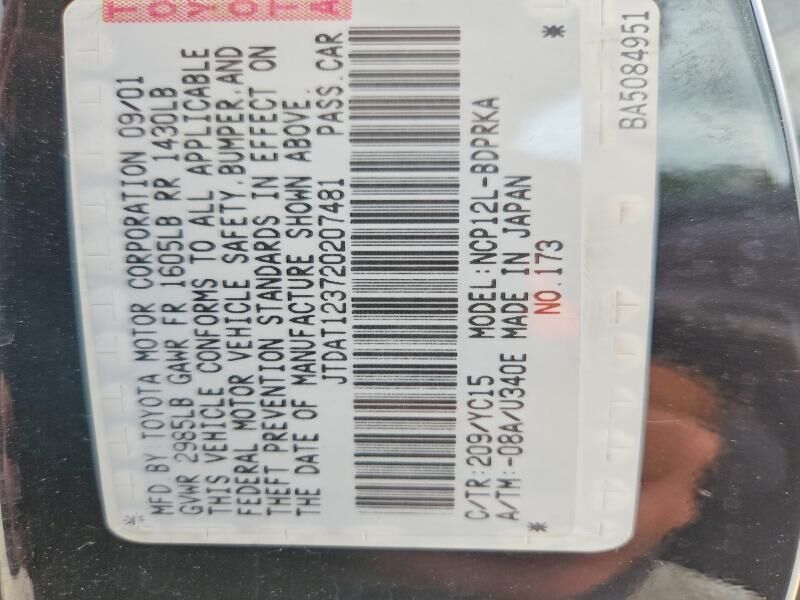 T O Y O T A
MFD BY:TOYOTA MOTOR CORPORATION 09/01
GVWR 2985LB GAWR FR 1605LB RR 1430LB
THIS VEHICLE CONFORMS TO ALL APPLICABLE
FEDERAL MOTOR VEHICLE SAFETY,BUMPER,AND
THEFT PREVENTION STANDARDS IN EFFECT ON
THE DATE OF MANUFACTURE SHOWN ABOVE.
JTDAT123720207481 PASS.CAR
C/TR:209/YC15 MODEL:NCP12L-BDPRKA
A/TM:-08A/U340E MADE IN JAPAN
* *
NO.173
BA5084951